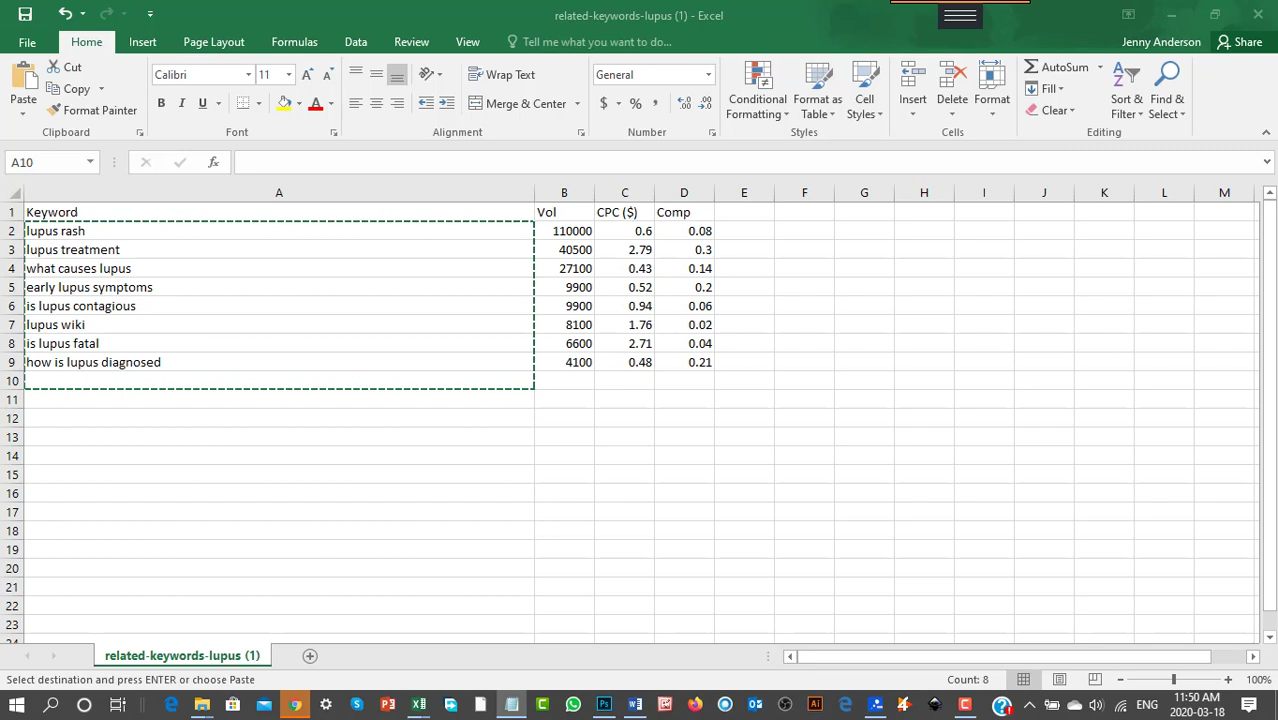 related-keywords-lupus (1) - Excel
File Home Insert Page Layout Formulas Data Review View Tell me what you want to do... Jenny Anderson Share
Paste
Cut
Copy
Format Painter
Clipboard
Calibri 11
B I U
Font
Wrap Text
Merge & Center
Alignment
General
$ % ,
Number
Conditional Formatting
Format as Table
Cell Styles
Styles
Insert
Delete
Format
Cells
AutoSum
Fill
Clear
Sort & Filter
Find & Select
Editing
A10 fx
A B C D E F G H I J K L M
1 Keyword Vol CPC ($) Comp
2 lupus rash 110000 0.6 0.08
3 lupus treatment 40500 2.79 0.3
4 what causes lupus 27100 0.43 0.14
5 early lupus symptoms 9900 0.52 0.2
6 is lupus contagious 9900 0.94 0.06
7 lupus wiki 8100 1.76 0.02
8 is lupus fatal 6600 2.71 0.04
9 how is lupus diagnosed 4100 0.48 0.21
10
11
12
13
14
15
16
17
18
19
20
21
22
23
24
related-keywords-lupus (1)
Select destination and press ENTER or choose Paste Count: 8 100%
ENG 11:50 AM
2020-03-18